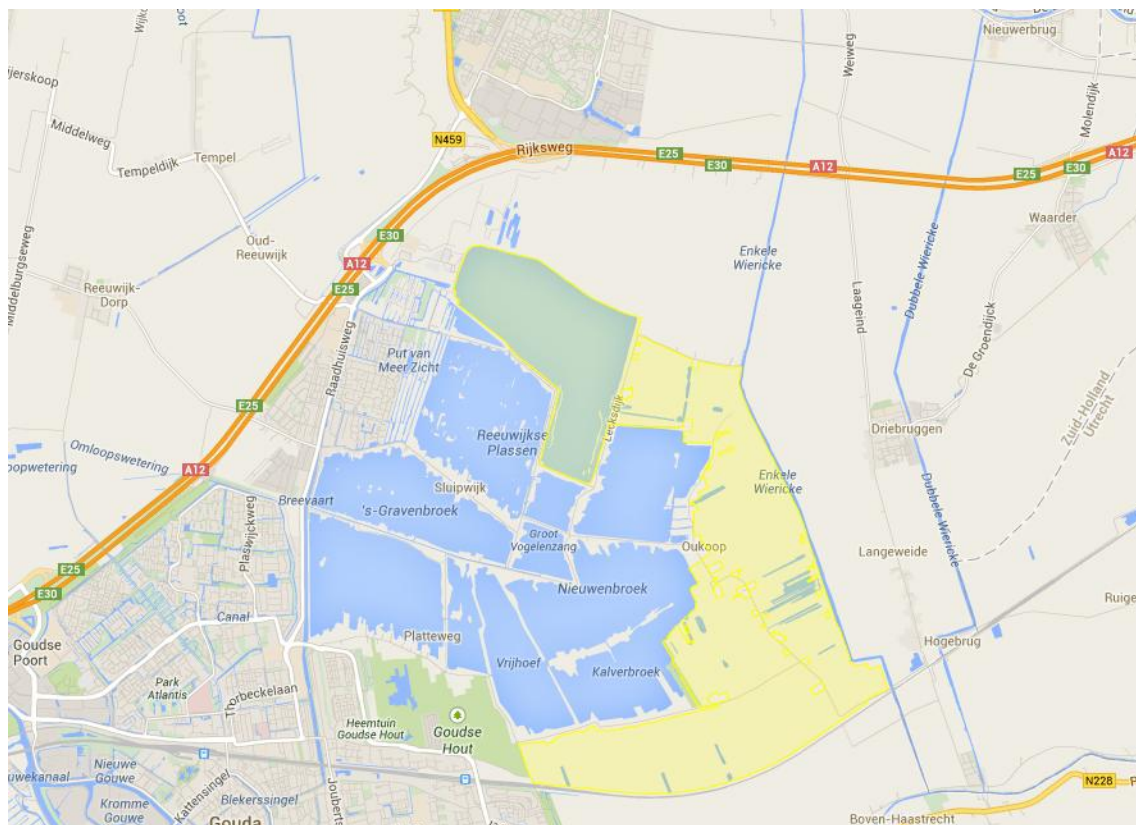 Nieuwerbrug
ijerskoop
Middelweg
Tempeldijk
Tempel
N459
Rijksweg
E25
E30
A12
Weiweg
Molendijk
E25
E30
A12
Waarder
Oud-
Reeuwijk
E30
A12
E25
Enkele
Wiericke
Dubbele Wiericke
Middelburgseweg
Reeuwijk-
Dorp
Laageind
De Groendijck
Raadhuisweg
Put van
Meer Zicht
E25
Lecksdijk
Zuid-Holland
Utrecht
Driebruggen
Reeuwijkse
Plassen
Omloopswetering
oopwetering
A12
Breevaart
Sluipwijk
's-Gravenbroek
Enkele
Wiericke
Dubbele Wiericke
Plaswijckweg
Groot
Vogelenzang
Oukoop
Langeweide
E25
E30
Nieuwenbroek
Ruige
Canal
Goudse
Poort
Platteweg
Hogebrug
Vrijhoef
Kalverbroek
Park
Atlantis
Thorbeckelaan
Heemtuin
Goudse Hout
Goudse
Hout
Nieuwe
Gouwe
uwekanaal
Kattensingel
Jouberts
N228
Kromme
Gouwe
Blekerssingel
Gouda
Boven-Haastrecht